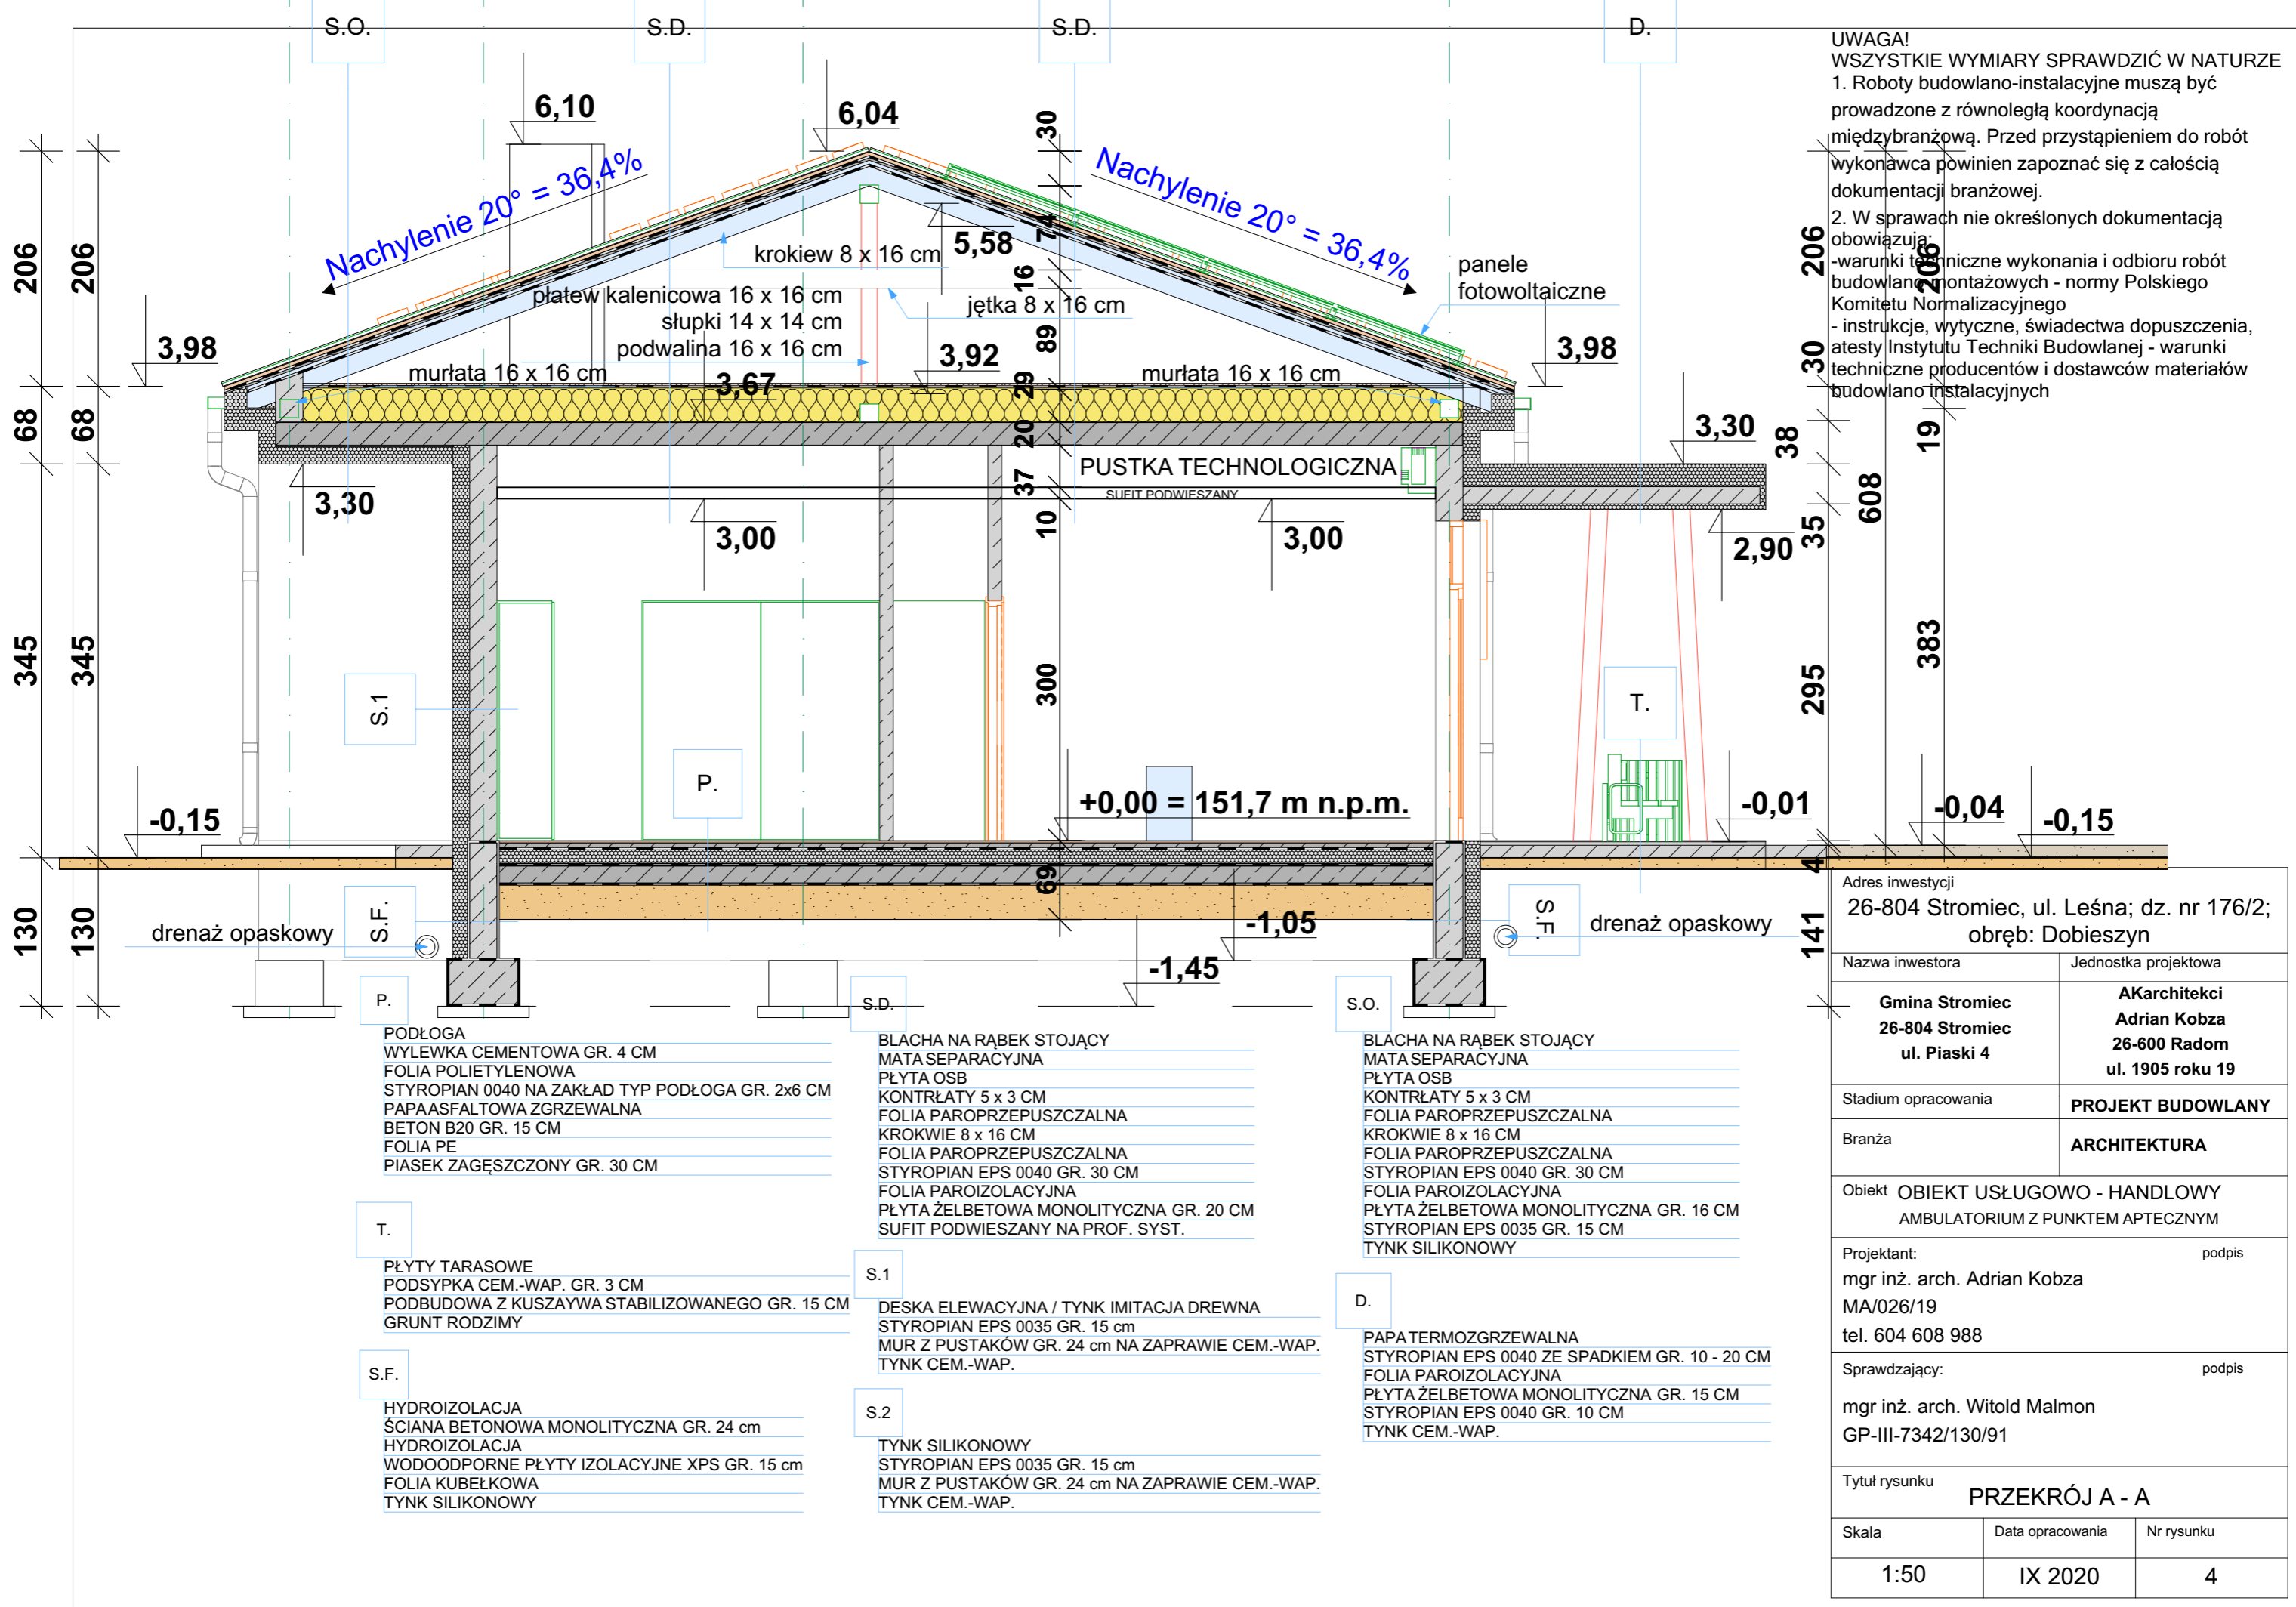 S.O.
S.D.
S.D.
D.
UWAGA!
WSZYSTKIE WYMIARY SPRAWDZIĆ W NATURZE
1. Roboty budowlano-instalacyjne muszą być
prowadzone z równoległą koordynacją
międzybranżową. Przed przystąpieniem do robót
wykonawca powinien zapoznać się z całością
dokumentacji branżowej.
2. W sprawach nie określonych dokumentacją
obowiązują:
-warunki techniczne wykonania i odbioru robót
budowlano montażowych - normy Polskiego
Komitetu Normalizacyjnego
- instrukcje, wytyczne, świadectwa dopuszczenia,
atesty Instytutu Techniki Budowlanej - warunki
techniczne producentów i dostawców materiałów
budowlano instalacyjnych
6,10
6,04
30
Nachylenie 20° = 36,4%
Nachylenie 20° = 36,4%
206
206
74
5,58
krokiew 8 x 16 cm
16
206
206
panele
fotowoltaiczne
płatew kalenicowa 16 x 16 cm
słupki 14 x 14 cm
podwalina 16 x 16 cm
jętka 8 x 16 cm
89
3,98
3,92
3,98
30
murłata 16 x 16 cm
3,67
29
murłata 16 x 16 cm
68
68
20
3,30
38
19
PUSTKA TECHNOLOGICZNA
37
SUFIT PODWIESZANY
3,30
3,00
10
3,00
2,90
35
608
345
345
S.1
300
T.
295
383
P.
-0,15
+0,00 = 151,7 m n.p.m.
-0,01
-0,04
-0,15
69
4
130
130
drenaż opaskowy
S.F.
-1,05
S.F.
drenaż opaskowy
141
-1,45
P.
PODŁOGA
WYLEWKA CEMENTOWA GR. 4 CM
FOLIA POLIETYLENOWA
STYROPIAN 0040 NA ZAKŁAD TYP PODŁOGA GR. 2x6 CM
PAPA ASFALTOWA ZGRZEWALNA
BETON B20 GR. 15 CM
FOLIA PE
PIASEK ZAGĘSZCZONY GR. 30 CM
T.
PŁYTY TARASOWE
PODSYPKA CEM.-WAP. GR. 3 CM
PODBUDOWA Z KUSZAYWA STABILIZOWANEGO GR. 15 CM
GRUNT RODZIMY
S.F.
HYDROIZOLACJA
ŚCIANA BETONOWA MONOLITYCZNA GR. 24 cm
HYDROIZOLACJA
WODOODPORNE PŁYTY IZOLACYJNE XPS GR. 15 cm
FOLIA KUBEŁKOWA
TYNK SILIKONOWY
S.D.
BLACHA NA RĄBEK STOJĄCY
MATA SEPARACYJNA
PŁYTA OSB
KONTRŁATY 5 x 3 CM
FOLIA PAROPRZEPUSZCZALNA
KROKWIE 8 x 16 CM
FOLIA PAROPRZEPUSZCZALNA
STYROPIAN EPS 0040 GR. 30 CM
FOLIA PAROIZOLACYJNA
PŁYTA ŻELBETOWA MONOLITYCZNA GR. 20 CM
SUFIT PODWIESZANY NA PROF. SYST.
S.1
DESKA ELEWACYJNA / TYNK IMITACJA DREWNA
STYROPIAN EPS 0035 GR. 15 cm
MUR Z PUSTAKÓW GR. 24 cm NA ZAPRAWIE CEM.-WAP.
TYNK CEM.-WAP.
S.2
TYNK SILIKONOWY
STYROPIAN EPS 0035 GR. 15 cm
MUR Z PUSTAKÓW GR. 24 cm NA ZAPRAWIE CEM.-WAP.
TYNK CEM.-WAP.
S.O.
BLACHA NA RĄBEK STOJĄCY
MATA SEPARACYJNA
PŁYTA OSB
KONTRŁATY 5 x 3 CM
FOLIA PAROPRZEPUSZCZALNA
KROKWIE 8 x 16 CM
FOLIA PAROPRZEPUSZCZALNA
STYROPIAN EPS 0040 GR. 30 CM
FOLIA PAROIZOLACYJNA
PŁYTA ŻELBETOWA MONOLITYCZNA GR. 16 CM
STYROPIAN EPS 0035 GR. 15 CM
TYNK SILIKONOWY
D.
PAPA TERMOZGRZEWALNA
STYROPIAN EPS 0040 ZE SPADKIEM GR. 10 - 20 CM
FOLIA PAROIZOLACYJNA
PŁYTA ŻELBETOWA MONOLITYCZNA GR. 15 CM
STYROPIAN EPS 0040 GR. 10 CM
TYNK CEM.-WAP.
Adres inwestycji
26-804 Stromiec, ul. Leśna; dz. nr 176/2;
obręb: Dobieszyn
Nazwa inwestora
Jednostka projektowa
Gmina Stromiec
26-804 Stromiec
ul. Piaski 4
AKarchitekci
Adrian Kobza
26-600 Radom
ul. 1905 roku 19
Stadium opracowania
PROJEKT BUDOWLANY
Branża
ARCHITEKTURA
Obiekt OBIEKT USŁUGOWO - HANDLOWY
AMBULATORIUM Z PUNKTEM APTECZNYM
Projektant: podpis
mgr inż. arch. Adrian Kobza
MA/026/19
tel. 604 608 988
Sprawdzający: podpis
mgr inż. arch. Witold Malmon
GP-III-7342/130/91
Tytuł rysunku
PRZEKRÓJ A - A
Skala
Data opracowania
Nr rysunku
1:50
IX 2020
4